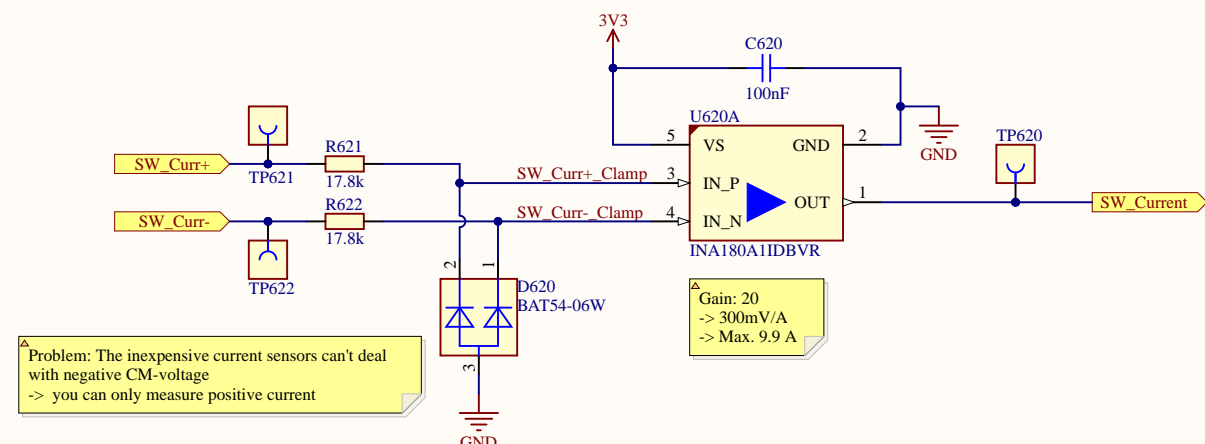 3V3
C620
100nF
U620A
5
VS
GND
2
GND
TP620
SW_Curr+
TP621
R621
17.8k
SW_Curr+_Clamp
3
IN_P
OUT
1
SW_Current
SW_Curr-
TP622
R622
17.8k
SW_Curr-_Clamp
4
IN_N
INA180A1IDBVR
2
1
D620
BAT54-06W
3
GND
Gain: 20
-> 300mV/A
-> Max. 9.9 A
Problem: The inexpensive current sensors can't deal
with negative CM-voltage
-> you can only measure positive current